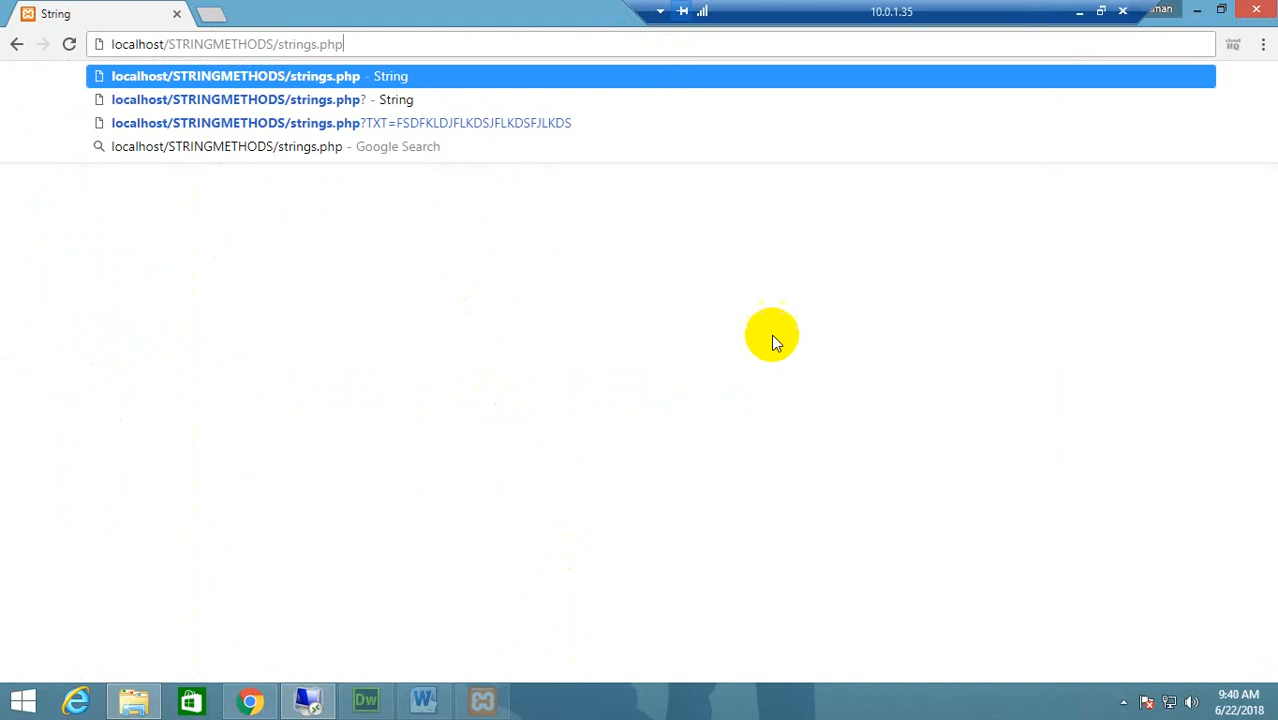 String
10.0.1.35
localhost/STRINGMETHODS/strings.php
localhost/STRINGMETHODS/strings.php - String
localhost/STRINGMETHODS/strings.php? - String
localhost/STRINGMETHODS/strings.php?TXT=FSDFKLDJFLKDSJFLKDSFJLKDS
localhost/STRINGMETHODS/strings.php - Google Search
Dw
W
9:40 AM
6/22/2018